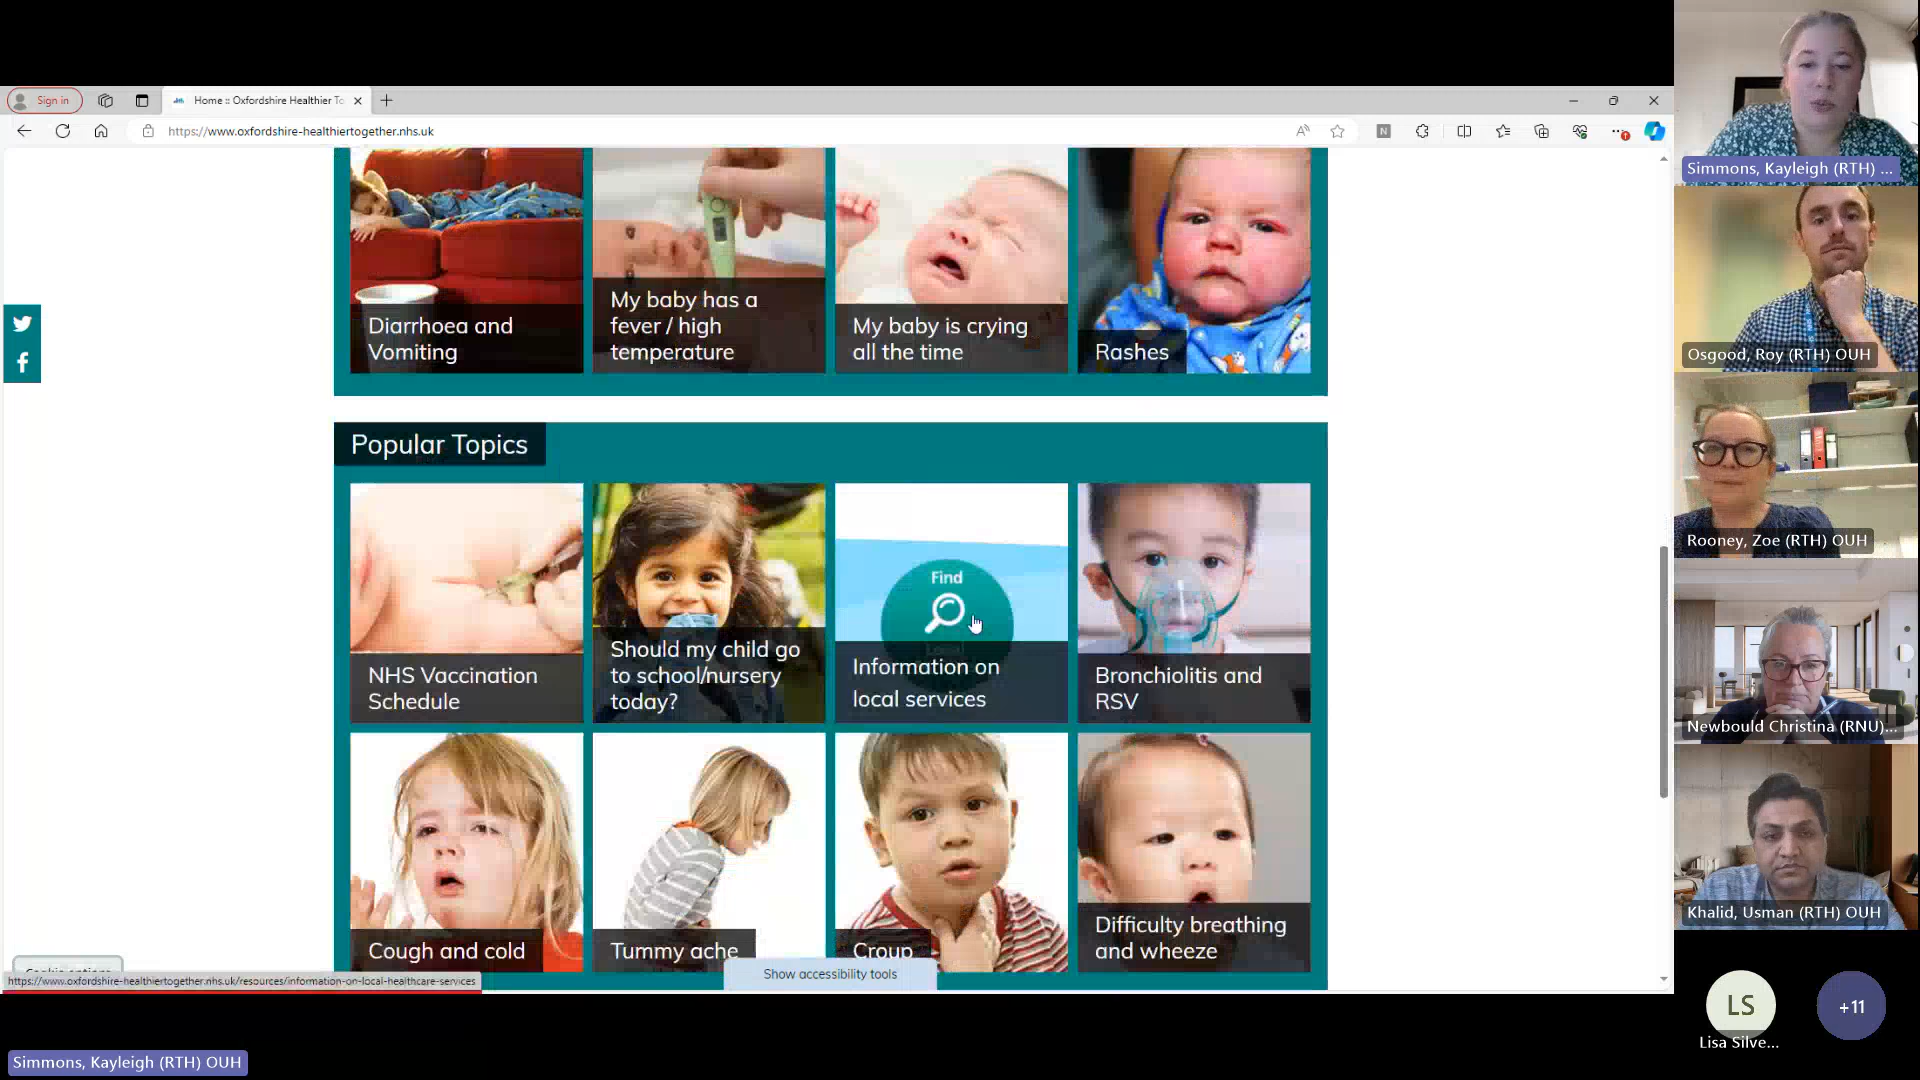 Sign in
Home :: Oxfordshire Healthier To
https://www.oxfordshire-healthiertogether.nhs.uk
Diarrhoea and
Vomiting
My baby has a
fever / high
temperature
My baby is crying
all the time
Rashes
Popular Topics
NHS Vaccination
Schedule
Should my child go
to school/nursery
today?
Find
Information on
local services
Bronchiolitis and
RSV
Cough and cold
Tummy ache
Croup
Difficulty breathing
and wheeze
Cookie options
https://www.oxfordshire-healthiertogether.nhs.uk/resources/information-on-local-healthcare-services
Show accessibility tools
Simmons, Kayleigh (RTH) OUH
Simmons, Kayleigh (RTH) ...
Osgood, Roy (RTH) OUH
Rooney, Zoe (RTH) OUH
Newbould Christina (RNU)...
Khalid, Usman (RTH) OUH
LS
+11
Lisa Silve...